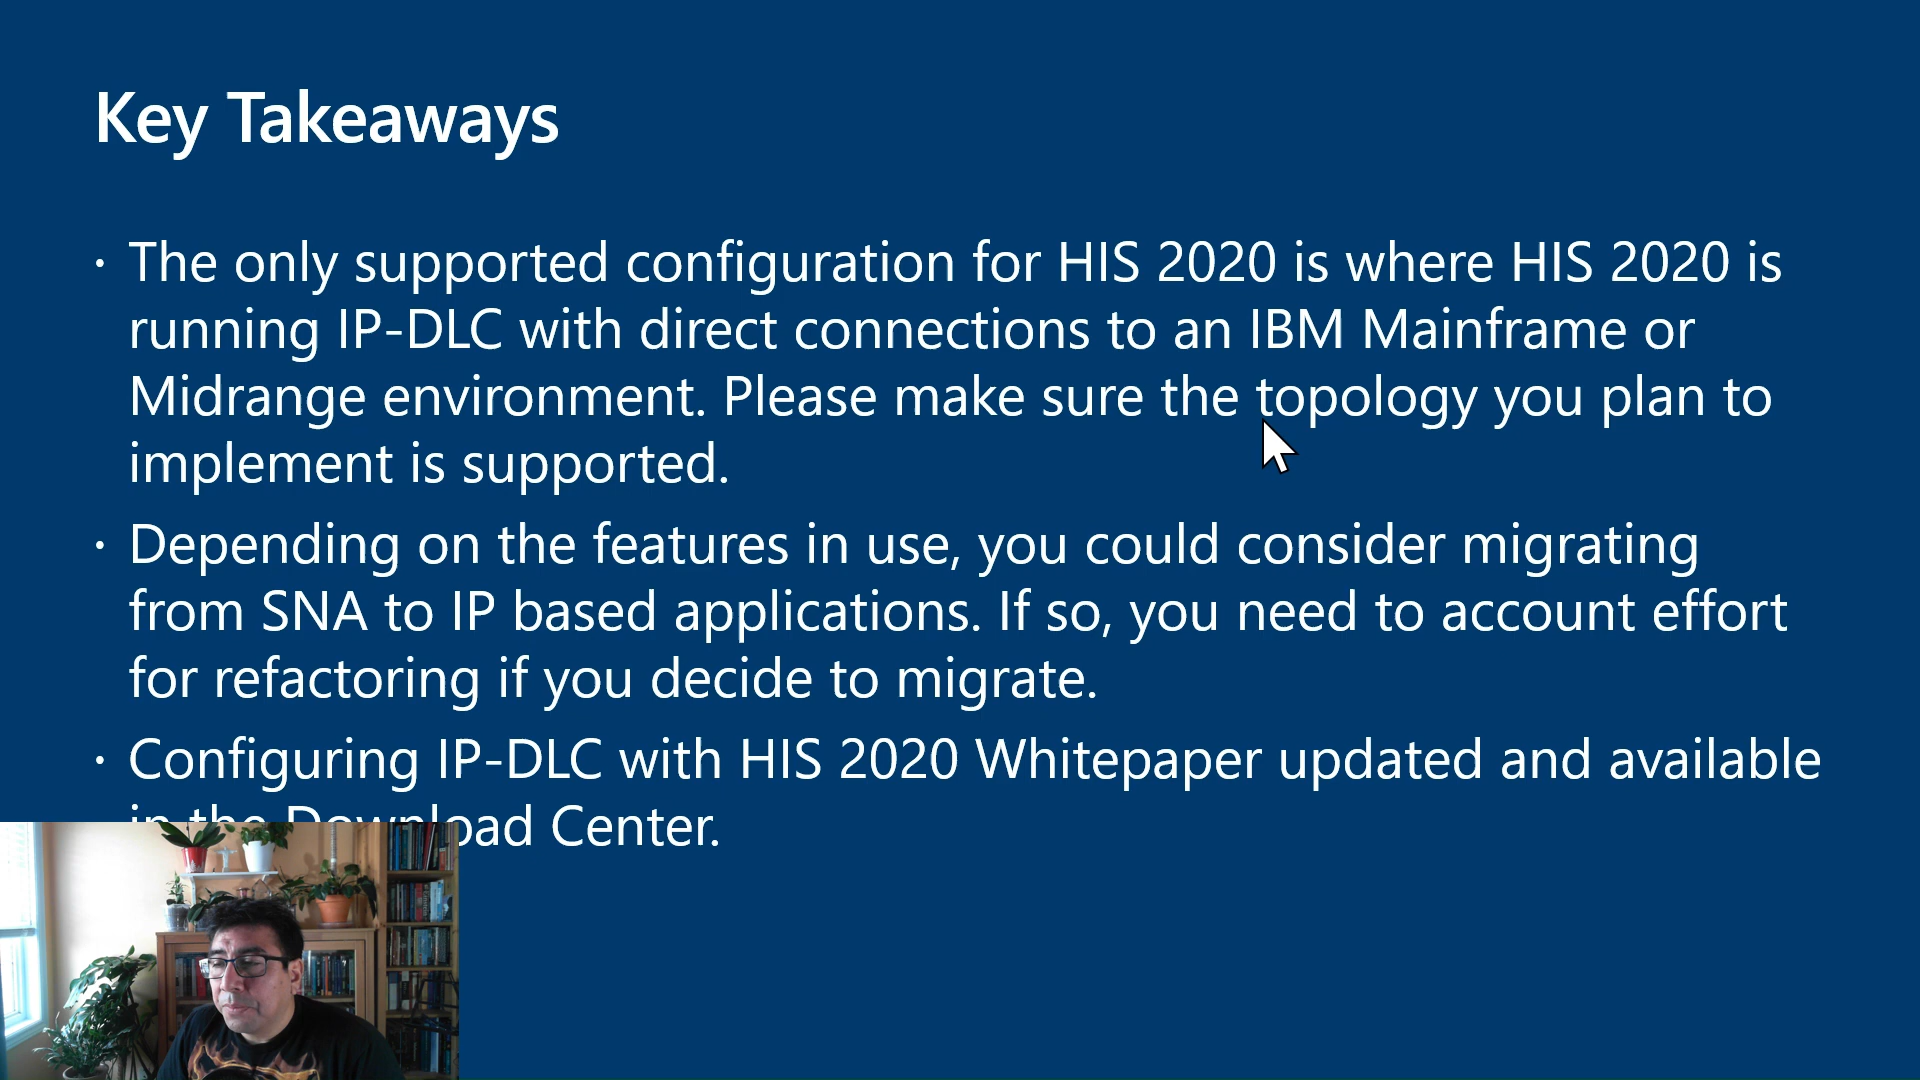 Key Takeaways
· The only supported configuration for HIS 2020 is where HIS 2020 is
running IP-DLC with direct connections to an IBM Mainframe or
Midrange environment. Please make sure the topology you plan to
implement is supported.
· Depending on the features in use, you could consider migrating
from SNA to IP based applications. If so, you need to account effort
for refactoring if you decide to migrate.
· Configuring IP-DLC with HIS 2020 Whitepaper updated and available
in the Download Center.